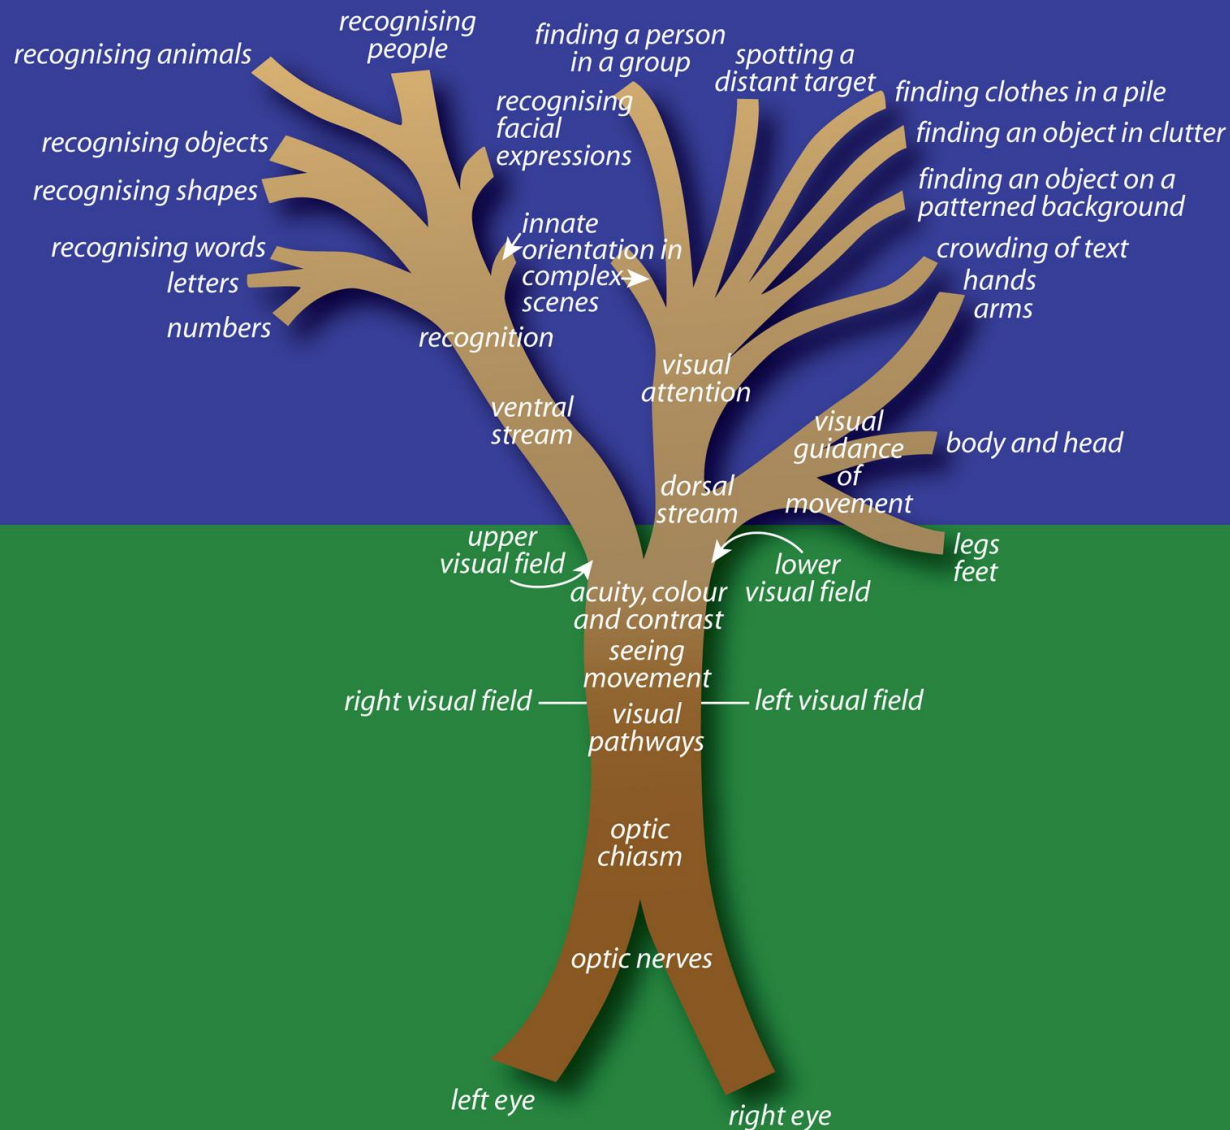 recognising animals
recognising
people
finding a person
in a group
spotting a
distant target
finding clothes in a pile
recognising
facial
expressions
finding an object in clutter
recognising objects
recognising shapes
finding an object on a
patterned background
recognising words
letters
numbers
innate
orientation in
complex
scenes
crowding of text
hands
arms
recognition
visual
attention
ventral
stream
visual
guidance
of
movement
body and head
dorsal
stream
legs
feet
upper
visual field
lower
visual field
acuity, colour
and contrast
seeing
movement
right visual field
left visual field
visual
pathways
optic
chiasm
optic nerves
left eye
right eye